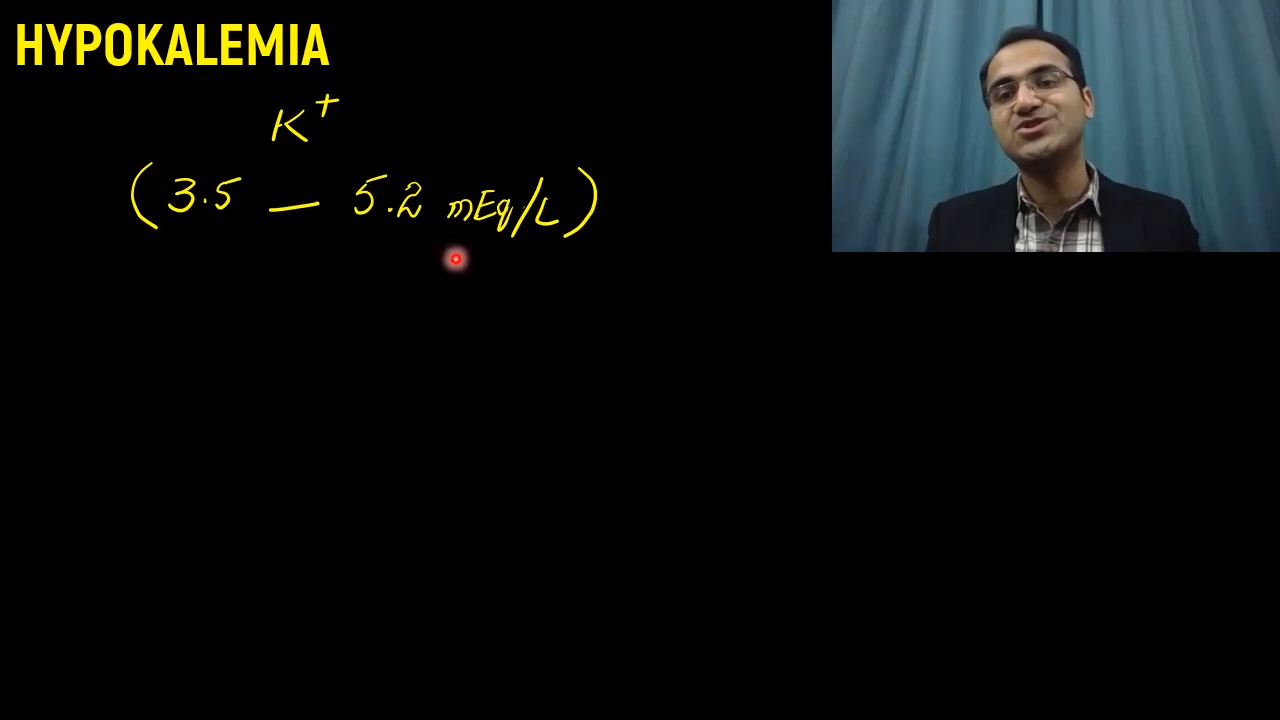 HYPOKALEMIA
K⁺
(3.5 — 5.2 mEq/L)